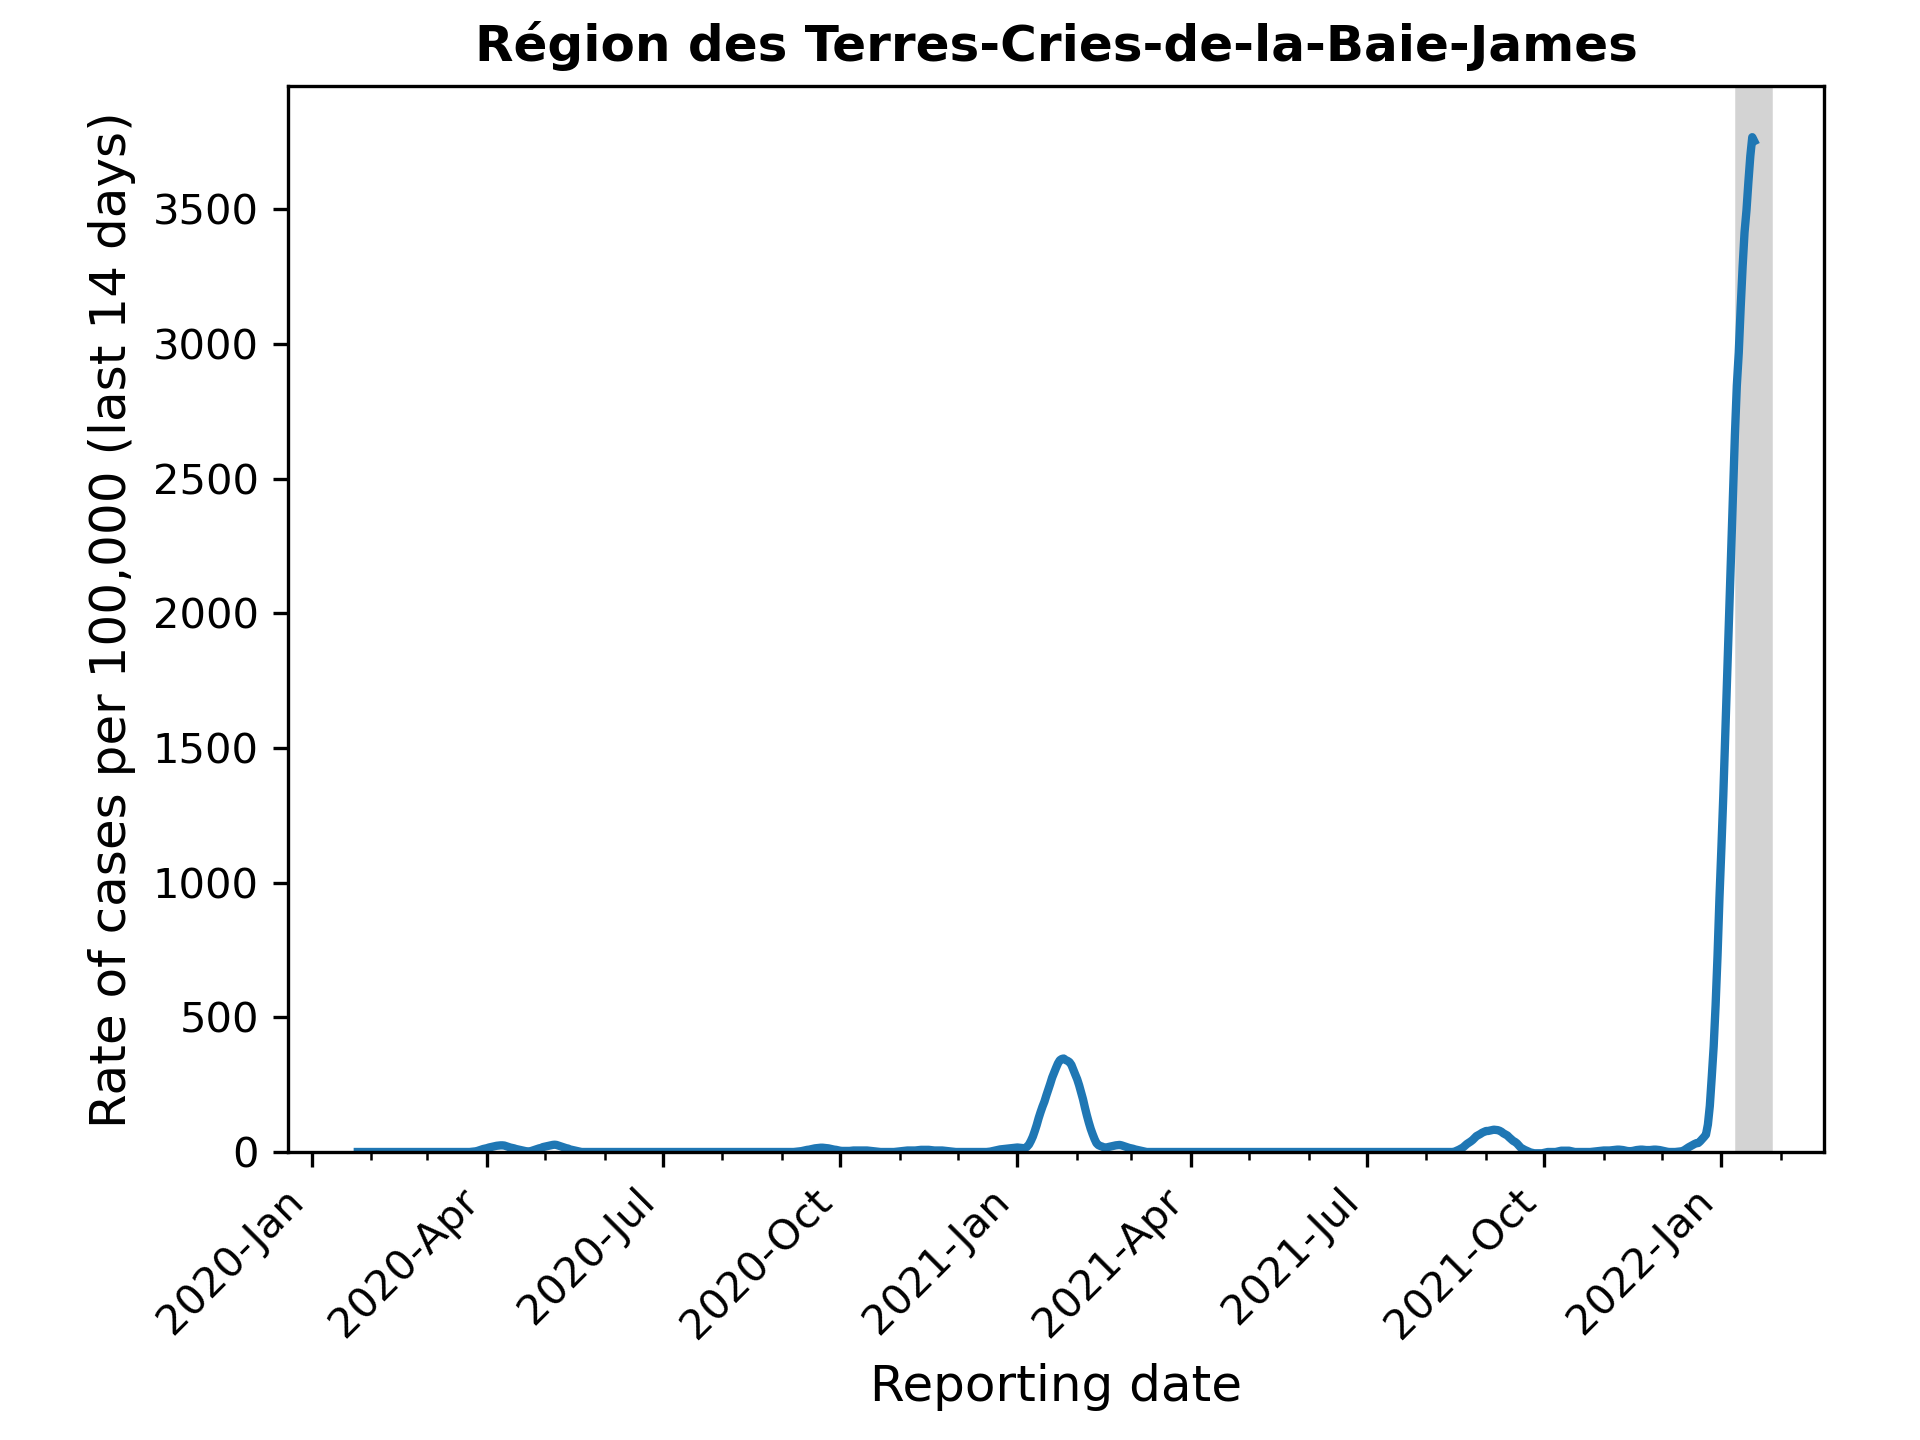 Région des Terres-Cries-de-la-Baie-James
Rate of cases per 100,000 (last 14 days)
3500
3000
2500
2000
1500
1000
500
0
2020-Jan
2020-Apr
2020-Jul
2020-Oct
2021-Jan
2021-Apr
2021-Jul
2021-Oct
2022-Jan
Reporting date